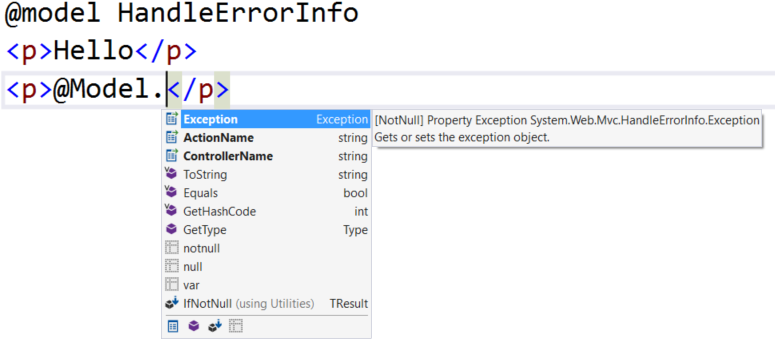 @model HandleErrorInfo
<p>Hello</p>
<p>@Model.</p>
Exception Exception
[NotNull] Property Exception System.Web.Mvc.HandleErrorInfo.Exception
Gets or sets the exception object.
ActionName string
ControllerName string
ToString string
Equals bool
GetHashCode int
GetType Type
notnull
null
var
IfNotNull (using Utilities) TResult